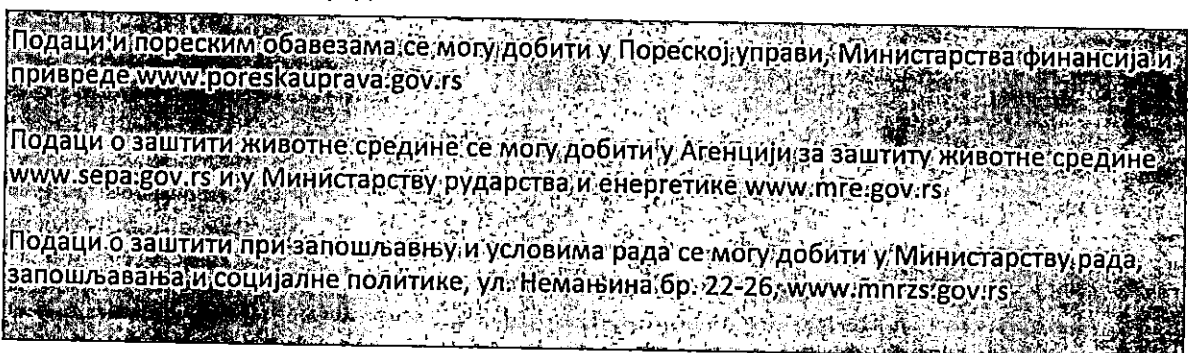 Подаци и пореским обавезама се могу добити у Пореској управи, Министарства финансија и
привреде www.poreskauprava.gov.rs
Подаци о заштити животне средине се могу добити у Агенцији за заштиту животне средине
www.sepa.gov.rs и у Министарству рударства и енергетике www.mre.gov.rs
Подаци о заштити при запошљавњу и условима рада се могу добити у Министарству рада,
запошљавања и социјалне политике, ул. Немањина бр. 22-26, www.mnrzs.gov.rs